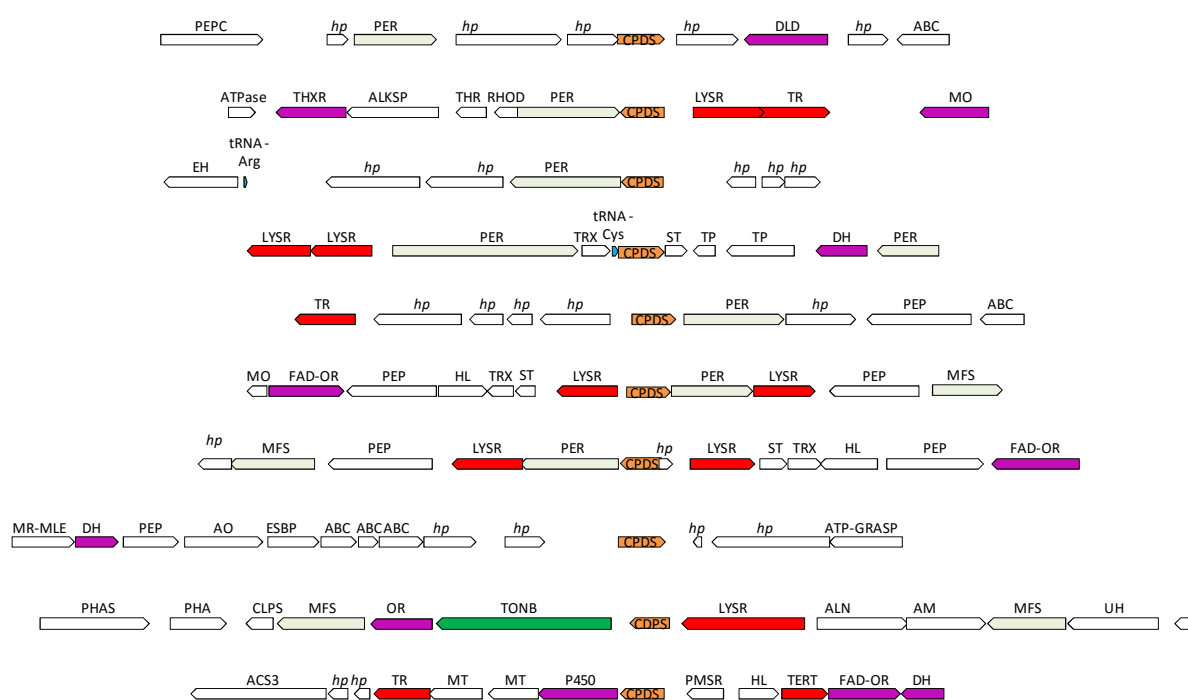 PEPC hp PER hp hp CPDS hp DLD hp ABC
ATPase THXR ALKSP THR RHOD PER CPDS LYSR TR MO
EH tRNA - Arg hp hp PER CPDS hp hp hp
LYSR LYSR PER TRX tRNA - Cys CPDS ST TP TP DH PER
TR hp hp hp hp CPDS PER hp PEP ABC
MO FAD-OR PEP HL TRX ST LYSR CPDS PER LYSR PEP MFS
hp MFS PEP LYSR PER CPDS hp LYSR ST TRX HL PEP FAD-OR
MR-MLE DH PEP AO ESBP ABC ABC ABC hp hp CPDS hp hp ATP-GRASP
PHAS PHA CLPS MFS OR TONB CDPS LYSR ALN AM MFS UH
ACS3 hp hp TR MT MT P450 CPDS PMSR HL TERT FAD-OR DH